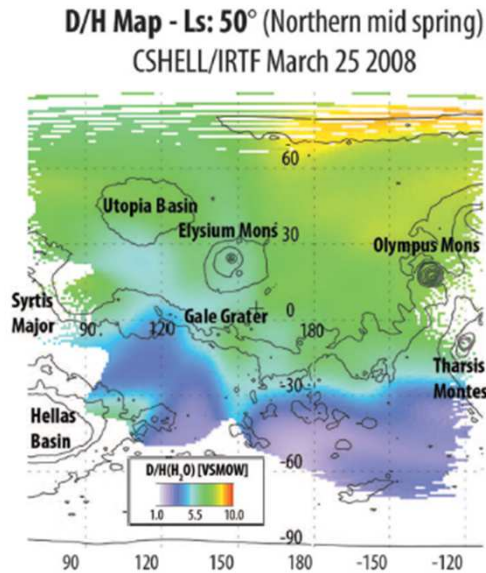 D/H Map - Ls: 50° (Northern mid spring)
CSHELL/IRTF March 25 2008
60
Utopia Basin
Elysium Mons
30
Olympus Mons
Syrtis
Major
90
120
Gale Grater
0
180
Tharsis
Montes
-30
Hellas
Basin
D/H(H₂O) [VSMOW]
1.0 5.5 10.0
-60
-90
90 120 150 180 -150 -120